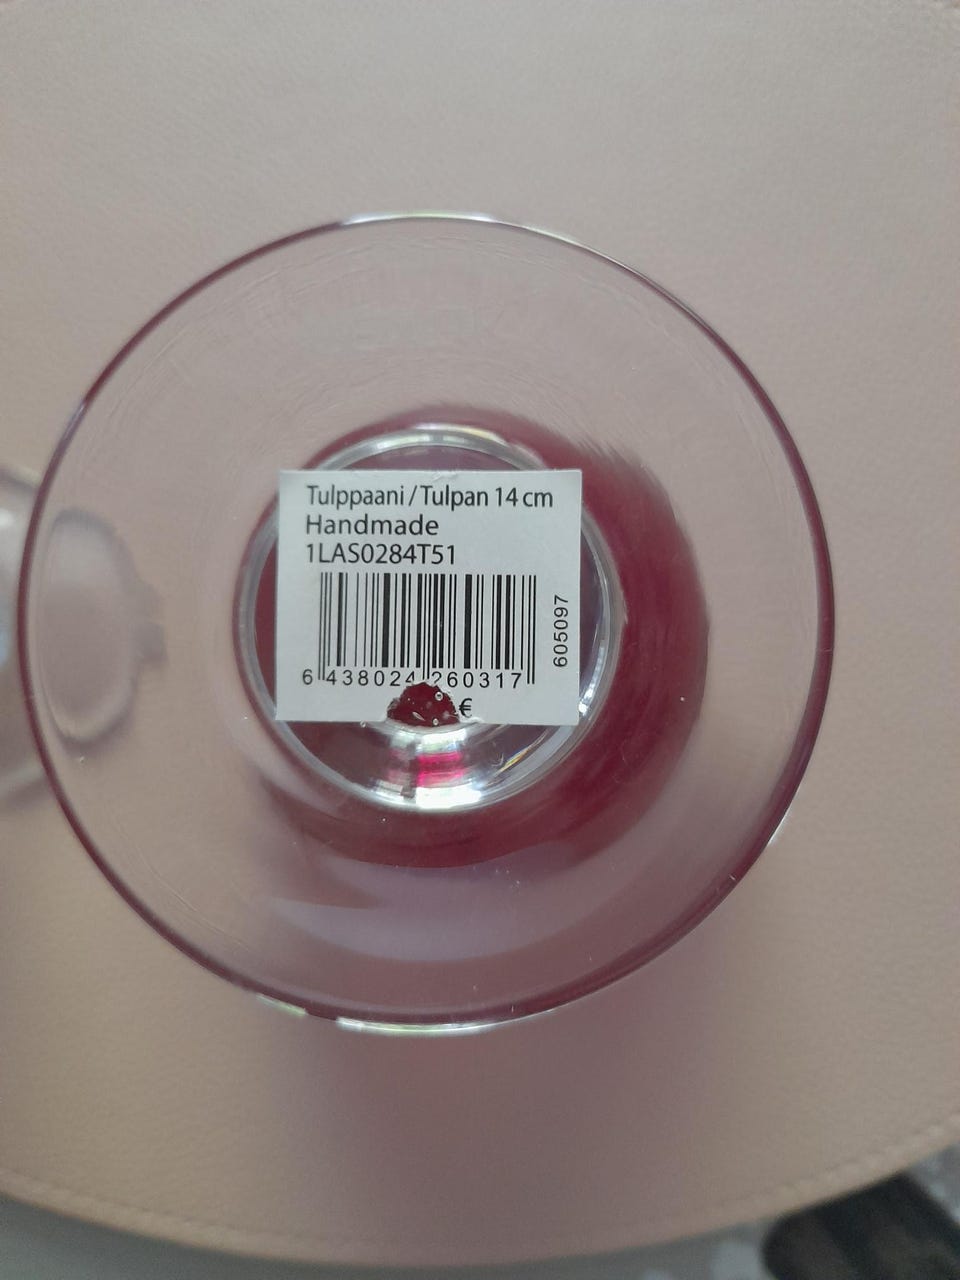 Tulppaani / Tulpan 14 cm
Handmade
1LAS0284T51
605097
6 438024 260317
€